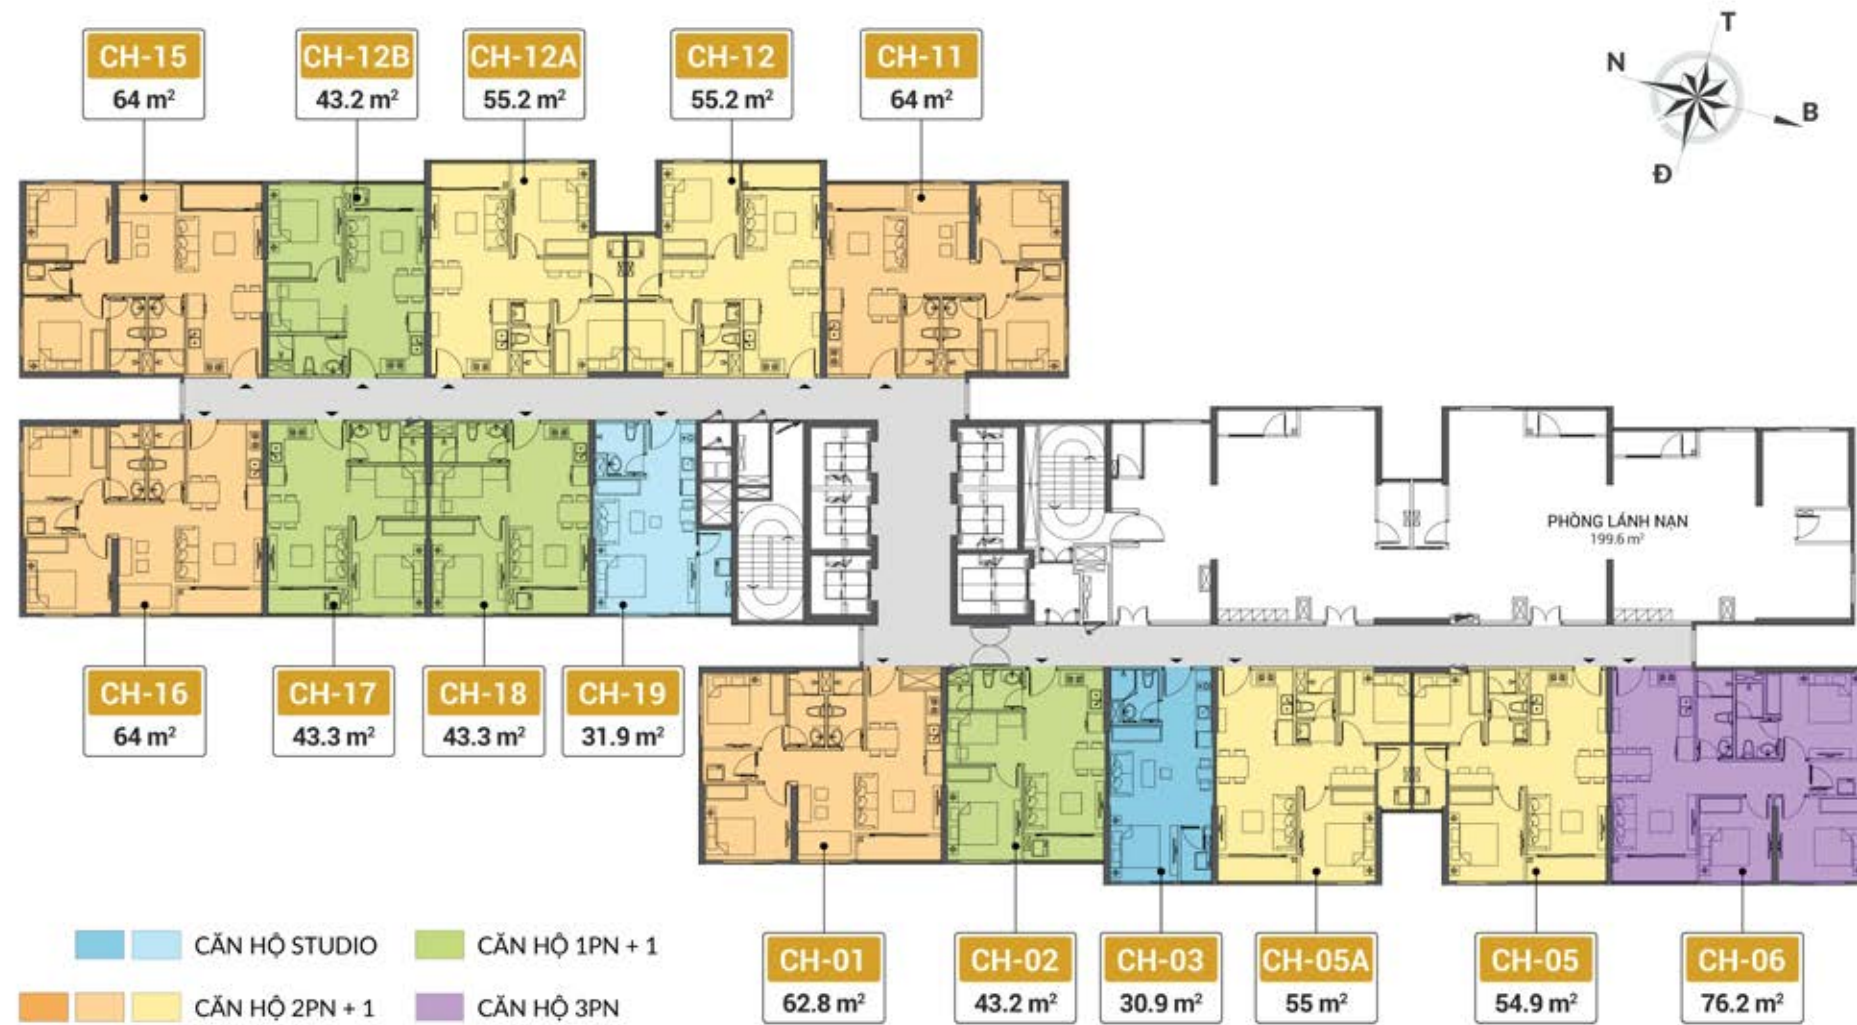 CH-15
64 m²
CH-12B
43.2 m²
CH-12A
55.2 m²
CH-12
55.2 m²
CH-11
64 m²
T
N
B
Đ
PHÒNG LÁNH NẠN
199.6 m²
CH-16
64 m²
CH-17
43.3 m²
CH-18
43.3 m²
CH-19
31.9 m²
CH-01
62.8 m²
CH-02
43.2 m²
CH-03
30.9 m²
CH-05A
55 m²
CH-05
54.9 m²
CH-06
76.2 m²
CĂN HỘ STUDIO
CĂN HỘ 1PN + 1
CĂN HỘ 2PN + 1
CĂN HỘ 3PN